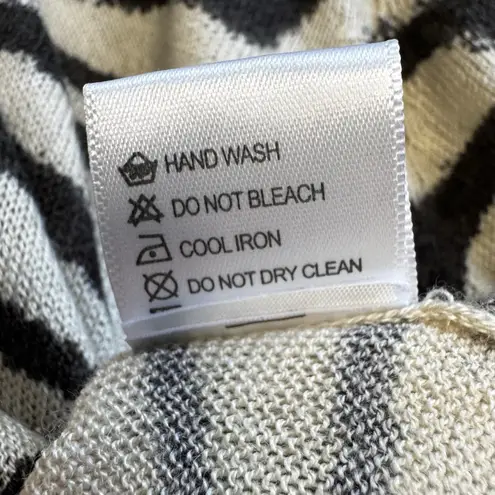 HAND WASH
DO NOT BLEACH
COOL IRON
DO NOT DRY CLEAN